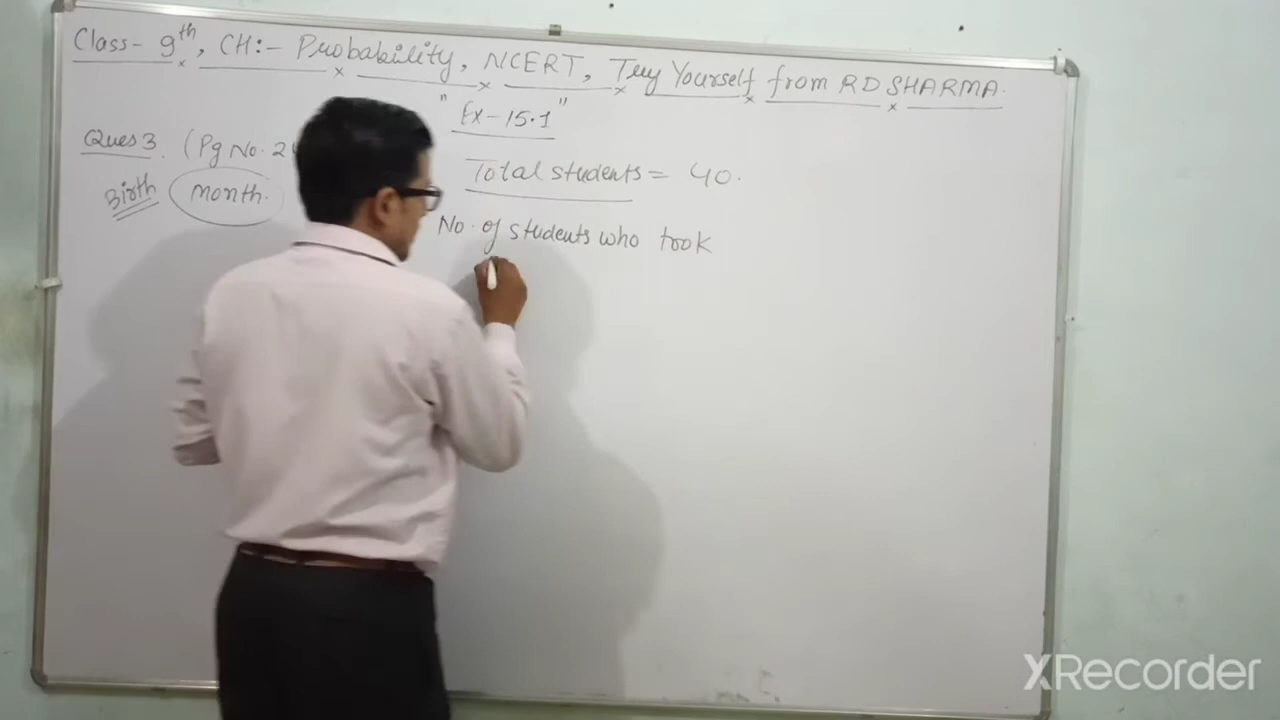 Class- 9th, CH:- Probability, NCERT, Try Yourself from RD SHARMA.
"Ex-15.1"
Ques 3. (Pg No. 2
Birth month.
Total students = 40.
No. of students who took
XRecorder